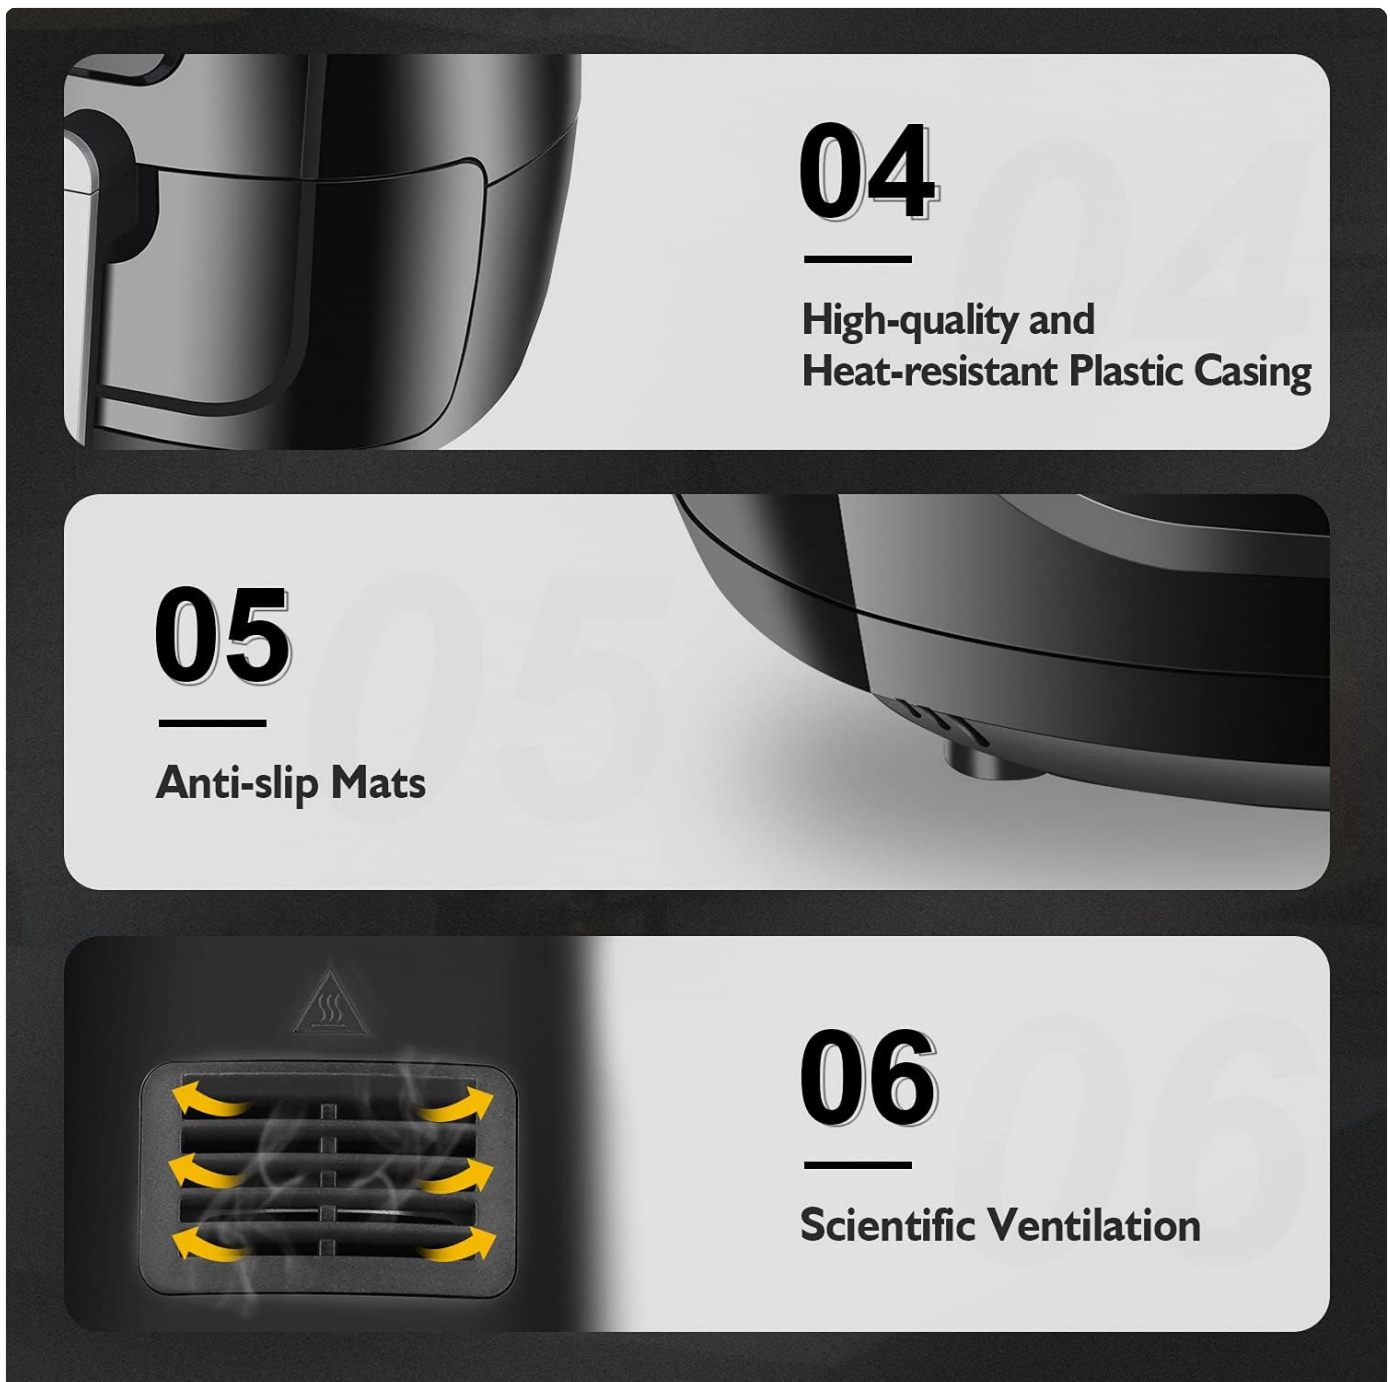 04
High-quality and
Heat-resistant Plastic Casing
05
Anti-slip Mats
06
Scientific Ventilation